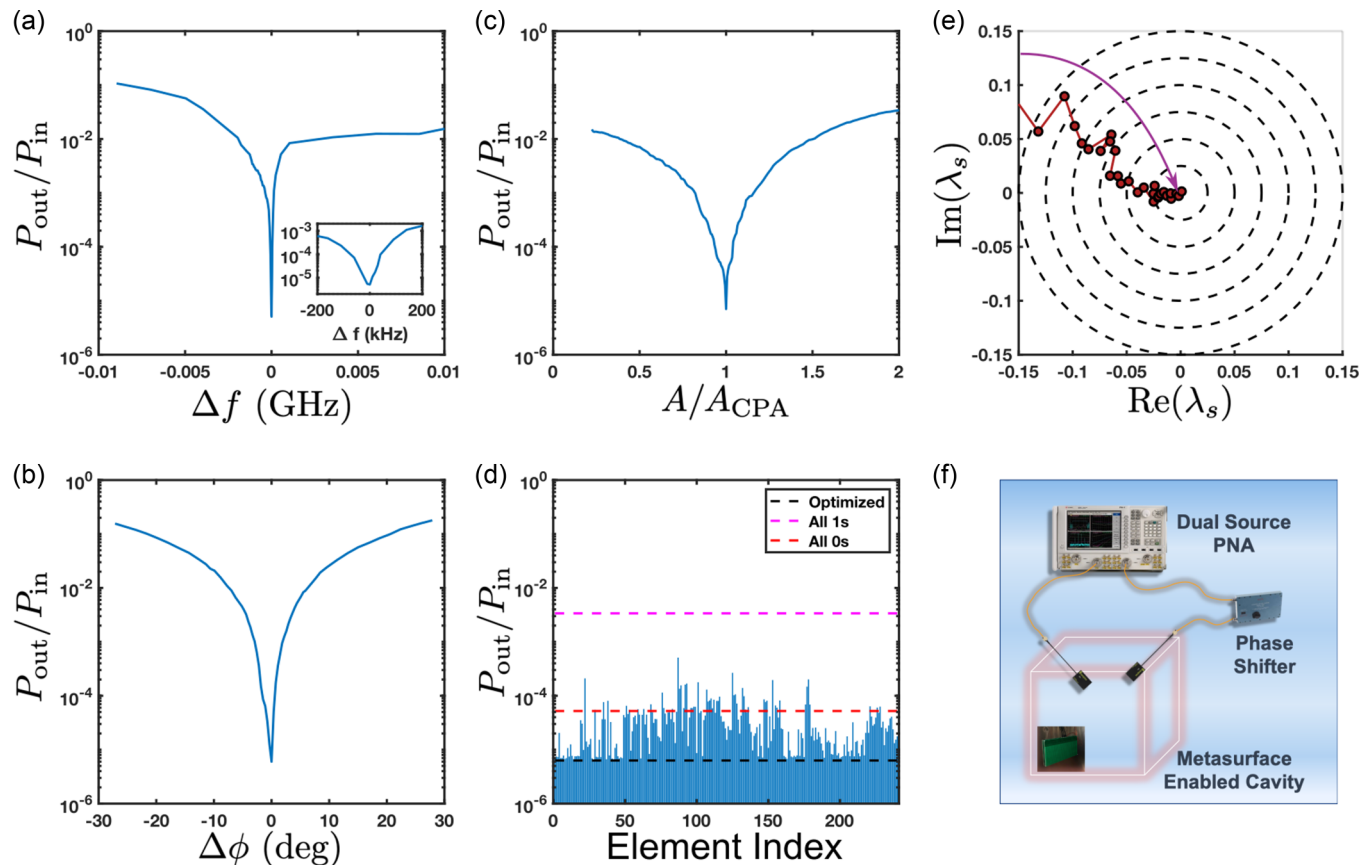 (a)
P_out/P_in
10^0
10^-2
10^-4
10^-6
-0.01
-0.005
0
0.005
0.01
Δf (GHz)
10^-3
10^-4
10^-5
-200
0
200
Δ f (kHz)
(c)
P_out/P_in
10^0
10^-2
10^-4
10^-6
0
0.5
1
1.5
2
A/A_CPA
(e)
Im(λ_s)
0.15
0.1
0.05
0
-0.05
-0.1
-0.15
-0.15
-0.1
-0.05
0
0.05
0.1
0.15
Re(λ_s)
(b)
P_out/P_in
10^0
10^-2
10^-4
10^-6
-30
-20
-10
0
10
20
30
Δϕ (deg)
(d)
P_out/P_in
10^0
10^-2
10^-4
10^-6
Optimized
All 1s
All 0s
50
100
150
200
Element Index
(f)
Dual Source
PNA
Phase
Shifter
Metasurface
Enabled Cavity